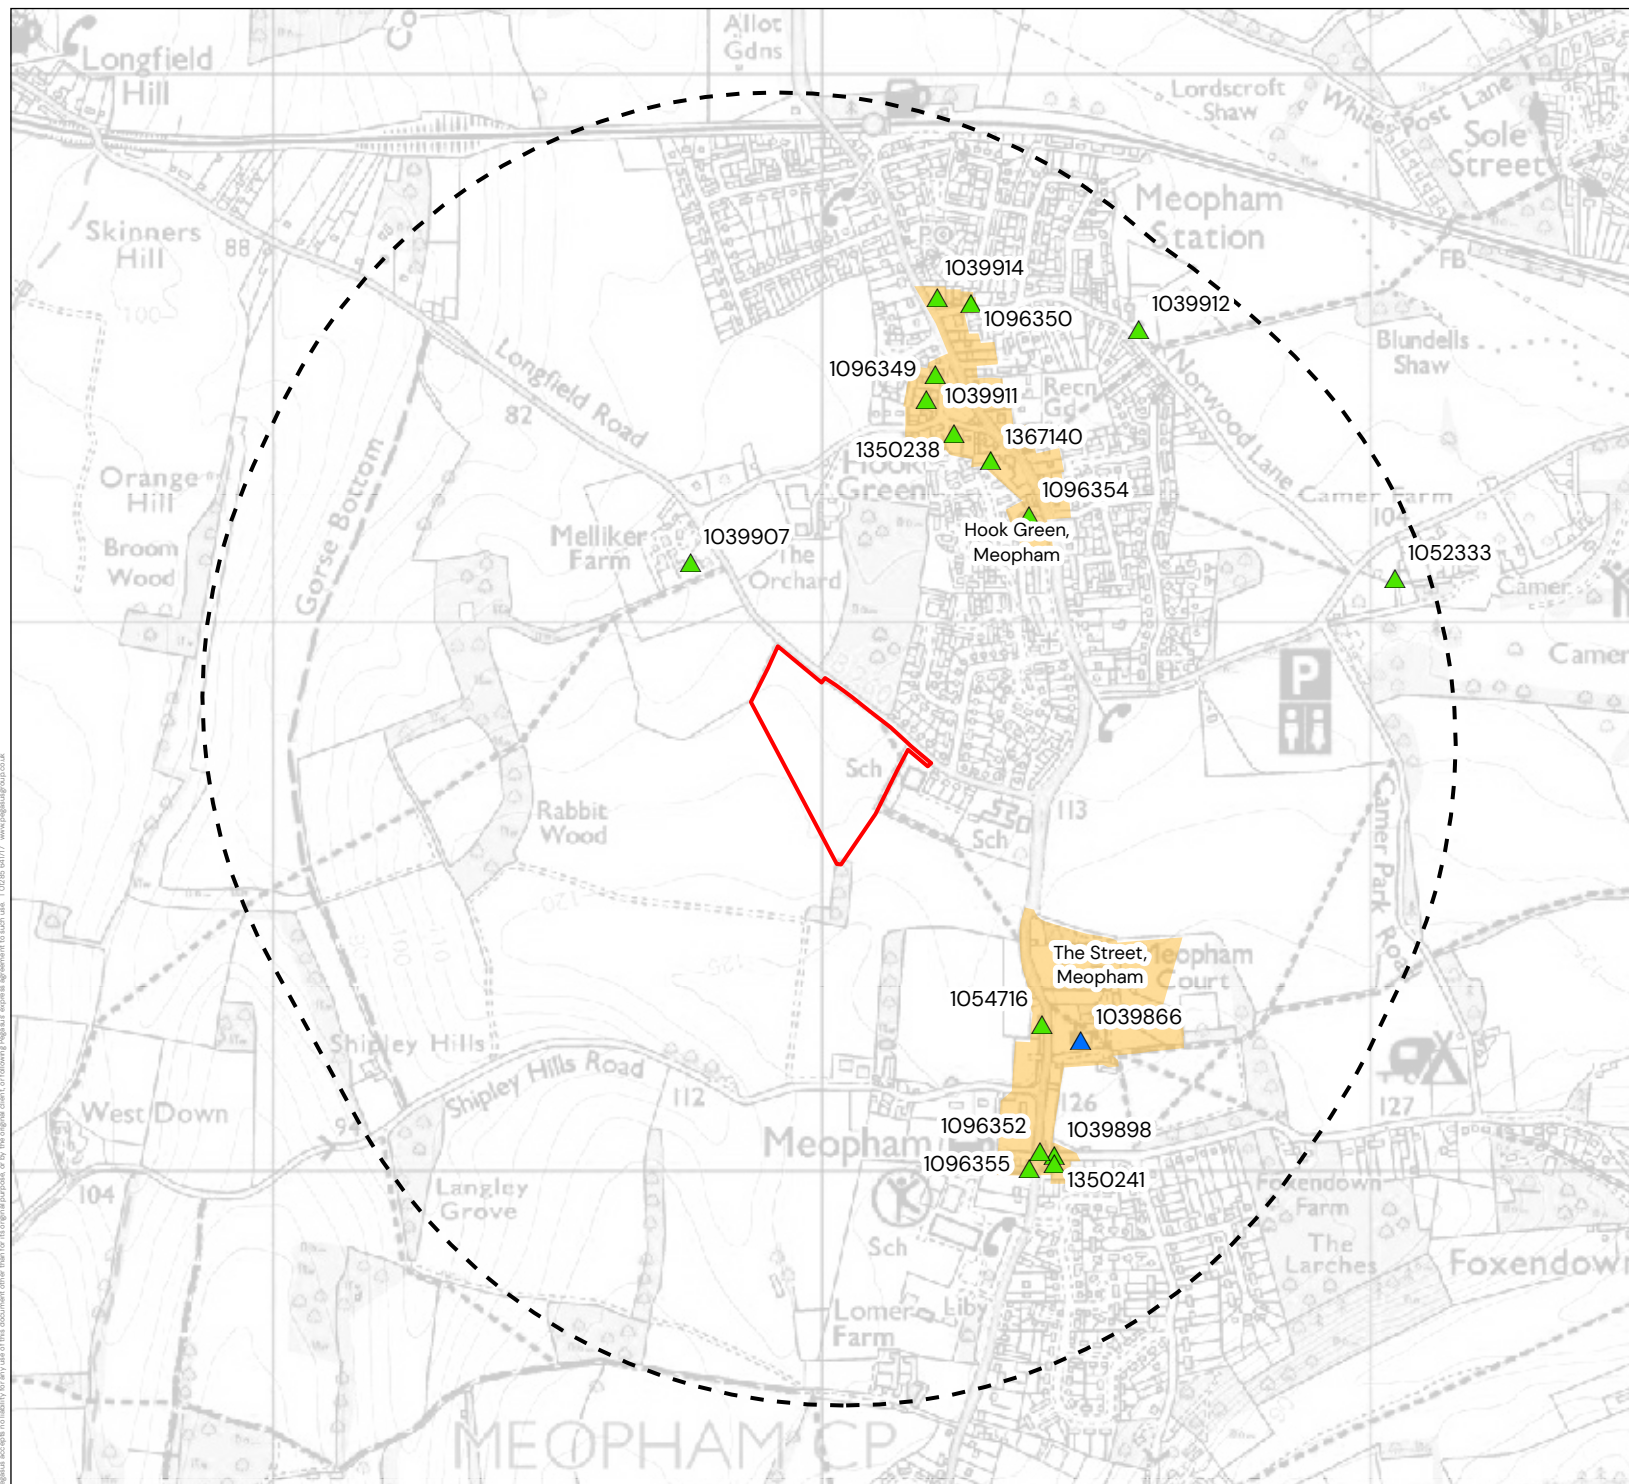 Allot
Gdns
Longfield
Hill
Lordscroft
Shaw
White Post Lane
Sole
Street
Meopham
Station
Skinners
Hill
88
FB
1039914
1096350
1039912
100
Longfield Road
Blundells
Shaw
1096349
1039911
Recn
Norwood Lane
82
1367140
1350238
Hook
Green
Gorse Bottom
Orange
Hill
1096354
Camer Farm
Hook Green,
Meopham
Melliker
Farm
1039907
The
Orchard
Broom
Wood
1052333
Camer
Camer
P
Sch
Rabbit
Wood
113
Sch
Camer Park Road
120
The Street,
Meopham
Meopham
Court
1054716
1039866
Shipley Hills
Shipley Hills Road
112
126
127
West Down
1096352
1039898
Meopham
1096355
1350241
104
Langley
Grove
Foxendown
Farm
Sch
The
Larches
Foxendown
Lomer
Farm
Lily
MEOPHAM CP